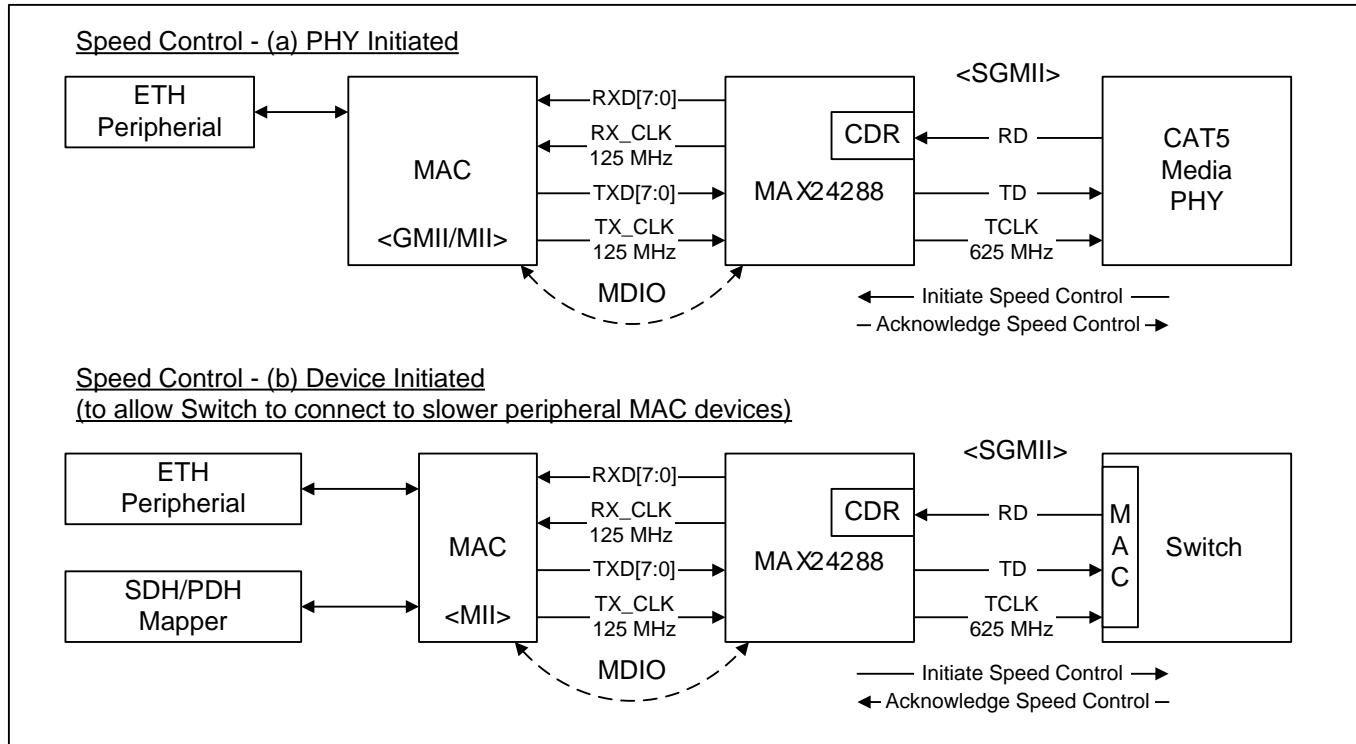 Speed Control - (a) PHY Initiated
<SGMII>
ETH
Peripherial
MAC
<GMII/MII>
RXD[7:0]
RX_CLK
125 MHz
TXD[7:0]
TX_CLK
125 MHz
MDIO
CDR
MAX24288
RD
TD
TCLK
625 MHz
CAT5
Media
PHY
Initiate Speed Control
Acknowledge Speed Control
Speed Control - (b) Device Initiated
(to allow Switch to connect to slower peripheral MAC devices)
<SGMII>
ETH
Peripherial
SDH/PDH
Mapper
MAC
<MII>
RXD[7:0]
RX_CLK
125 MHz
TXD[7:0]
TX_CLK
125 MHz
MDIO
CDR
MAX24288
RD
TD
TCLK
625 MHz
M
A
C
Switch
Initiate Speed Control
Acknowledge Speed Control